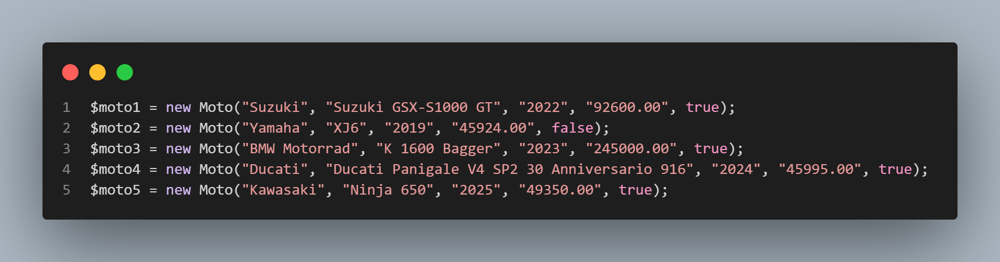 1 $moto1 = new Moto("Suzuki", "Suzuki GSX-S1000 GT", "2022", "92600.00", true);
2 $moto2 = new Moto("Yamaha", "XJ6", "2019", "45924.00", false);
3 $moto3 = new Moto("BMW Motorrad", "K 1600 Bagger", "2023", "245000.00", true);
4 $moto4 = new Moto("Ducati", "Ducati Panigale V4 SP2 30 Anniversario 916", "2024", "45995.00", true);
5 $moto5 = new Moto("Kawasaki", "Ninja 650", "2025", "49350.00", true);